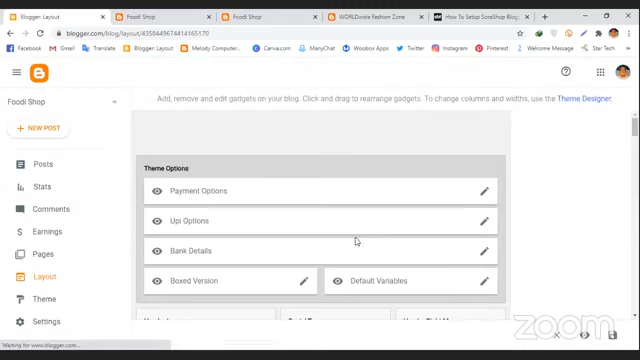 Blogger: Layout
Foodi Shop
Foodi Shop
WORLDwide Fashion Zone
How To Setup SoraShop Blogg
blogger.com/blog/layout/4358449674414165170
Facebook
Gmail
Translate
Blogger: Layout
Melody Computer...
Canva.com
ManyChat
Woobox Apps
Twitter
Instagram
Pinterest
Welcome Message
Star Tech
Foodi Shop
Add, remove and edit gadgets on your blog. Click and drag to rearrange gadgets. To change columns and widths, use the Theme Designer.
NEW POST
Posts
Stats
Comments
Earnings
Pages
Layout
Theme
Settings
Theme Options
Payment Options
Upi Options
Bank Details
Boxed Version
Default Variables
Waiting for www.blogger.com...
zoom